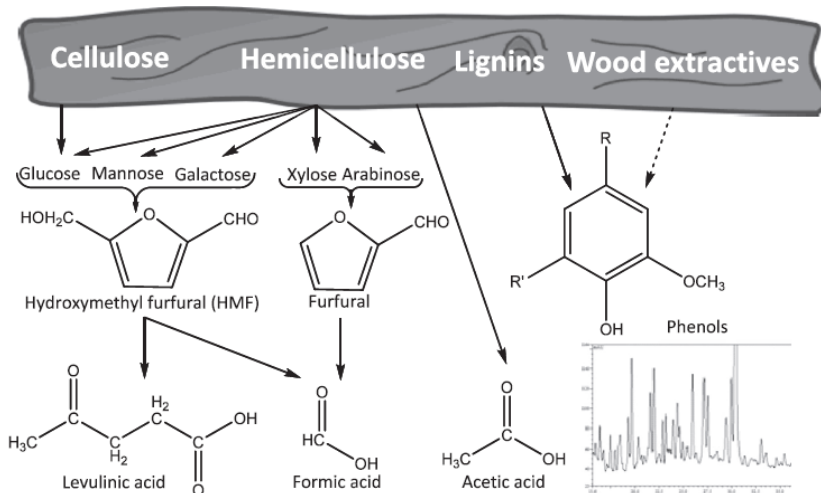 Cellulose Hemicellulose Lignins Wood extractives
Glucose Mannose Galactose Xylose Arabinose
R
HOH₂C O CHO O CHO
R' OCH₃
OH
Hydroxymethyl furfural (HMF) Furfural
Phenols
O
H₂
OH
H₃C
C
C
C
C
H₂
O
Levulinic acid
O
HC
OH
Formic acid
O
C
H₃C
OH
Acetic acid